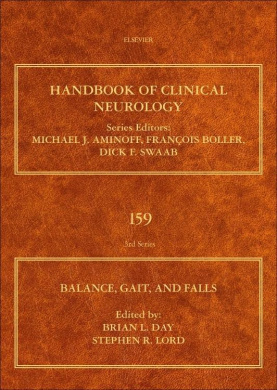 ELSEVIER
HANDBOOK OF CLINICAL
NEUROLOGY
Series Editors:
MICHAEL J. AMINOFF, FRANÇOIS BOLLER,
DICK F. SWAAB
159
3rd Series
BALANCE, GAIT, AND FALLS
Edited by:
BRIAN L. DAY
STEPHEN R. LORD